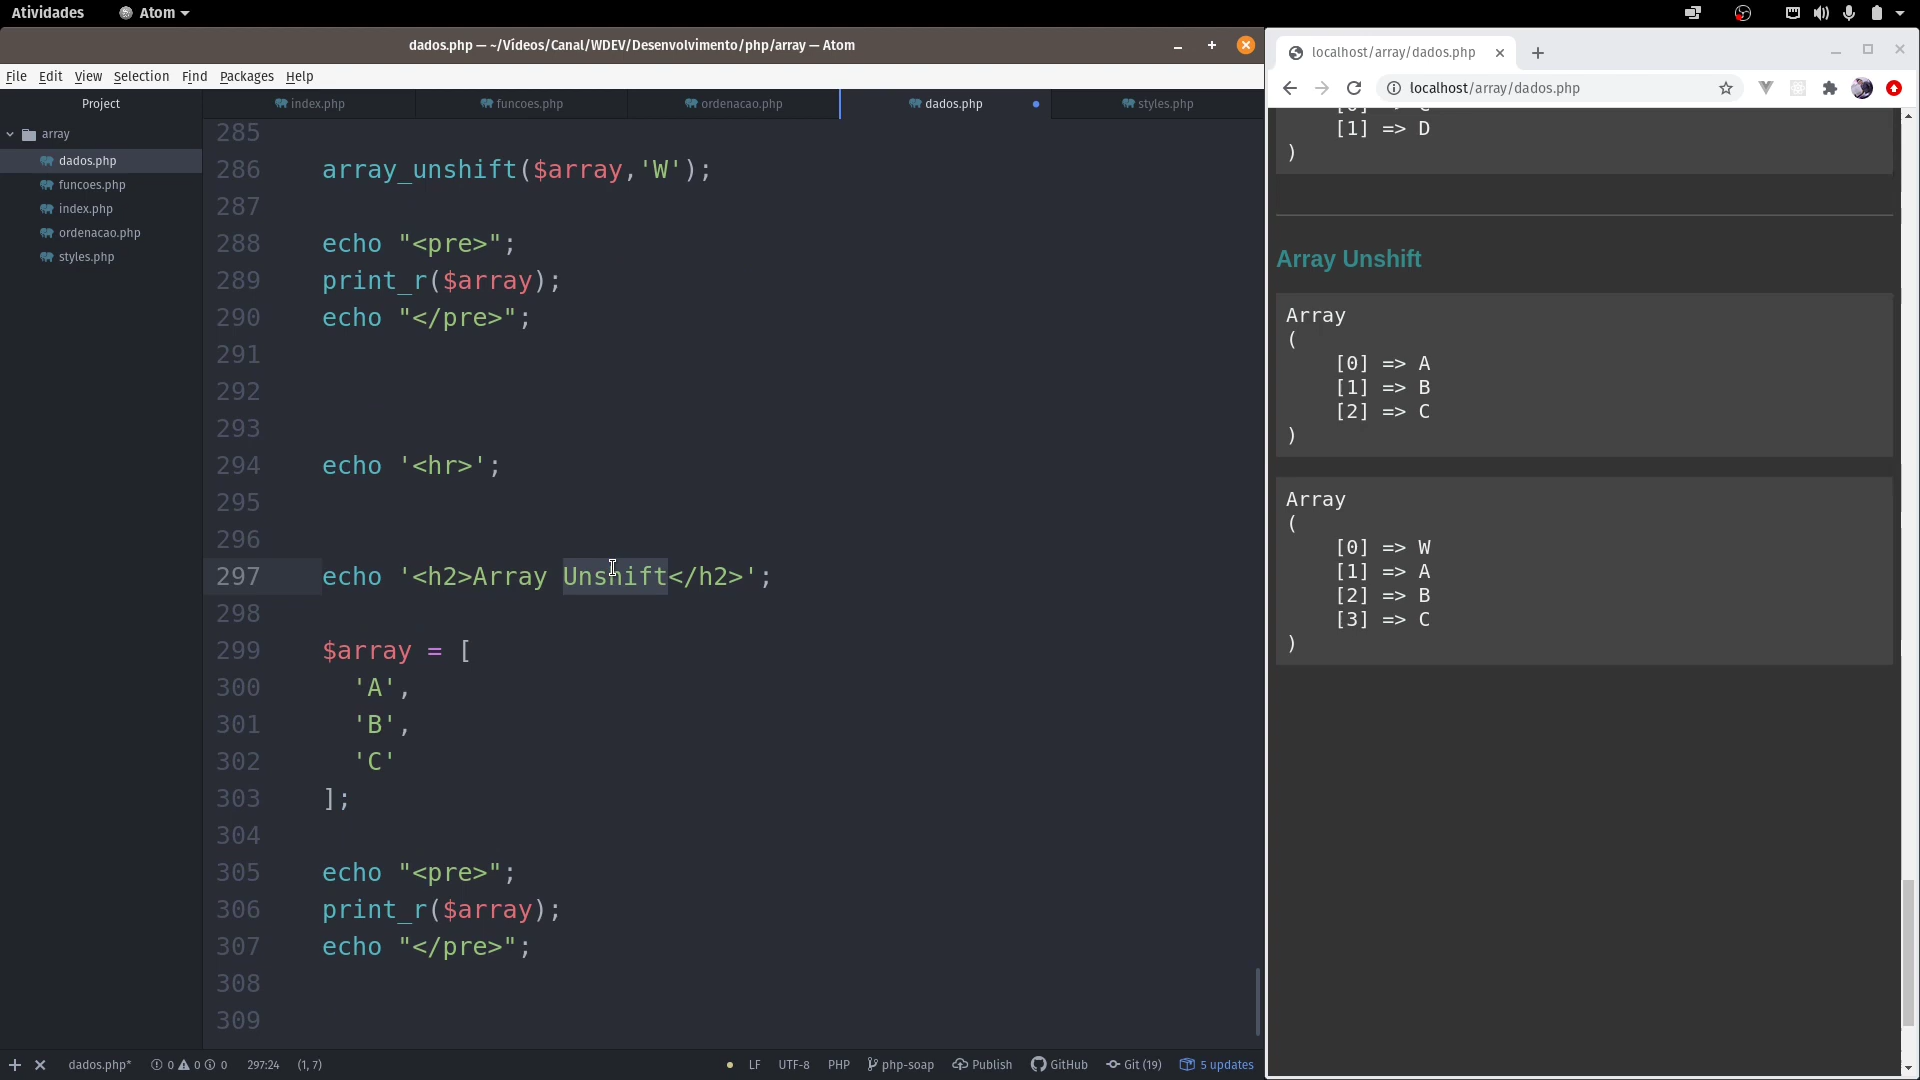 Atividades
Atom
dados.php — ~/Vídeos/Canal/WDEV/Desenvolvimento/php/array — Atom
File Edit View Selection Find Packages Help
Project
array
dados.php
funcoes.php
index.php
ordenacao.php
styles.php
index.php
funcoes.php
ordenacao.php
dados.php
styles.php
285
286 array_unshift($array,'W');
287
288 echo "<pre>";
289 print_r($array);
290 echo "</pre>";
291
292
293
294 echo '<hr>';
295
296
297 echo '<h2>Array Unshift</h2>';
298
299 $array = [
300 'A',
301 'B',
302 'C'
303 ];
304
305 echo "<pre>";
306 print_r($array);
307 echo "</pre>";
308
309
dados.php* 0 0 0 297:24 (1, 7)
LF UTF-8 PHP php-soap Publish GitHub Git (19) 5 updates
localhost/array/dados.php
localhost/array/dados.php
[1] => D
)
Array Unshift
Array
(
[0] => A
[1] => B
[2] => C
)
Array
(
[0] => W
[1] => A
[2] => B
[3] => C
)